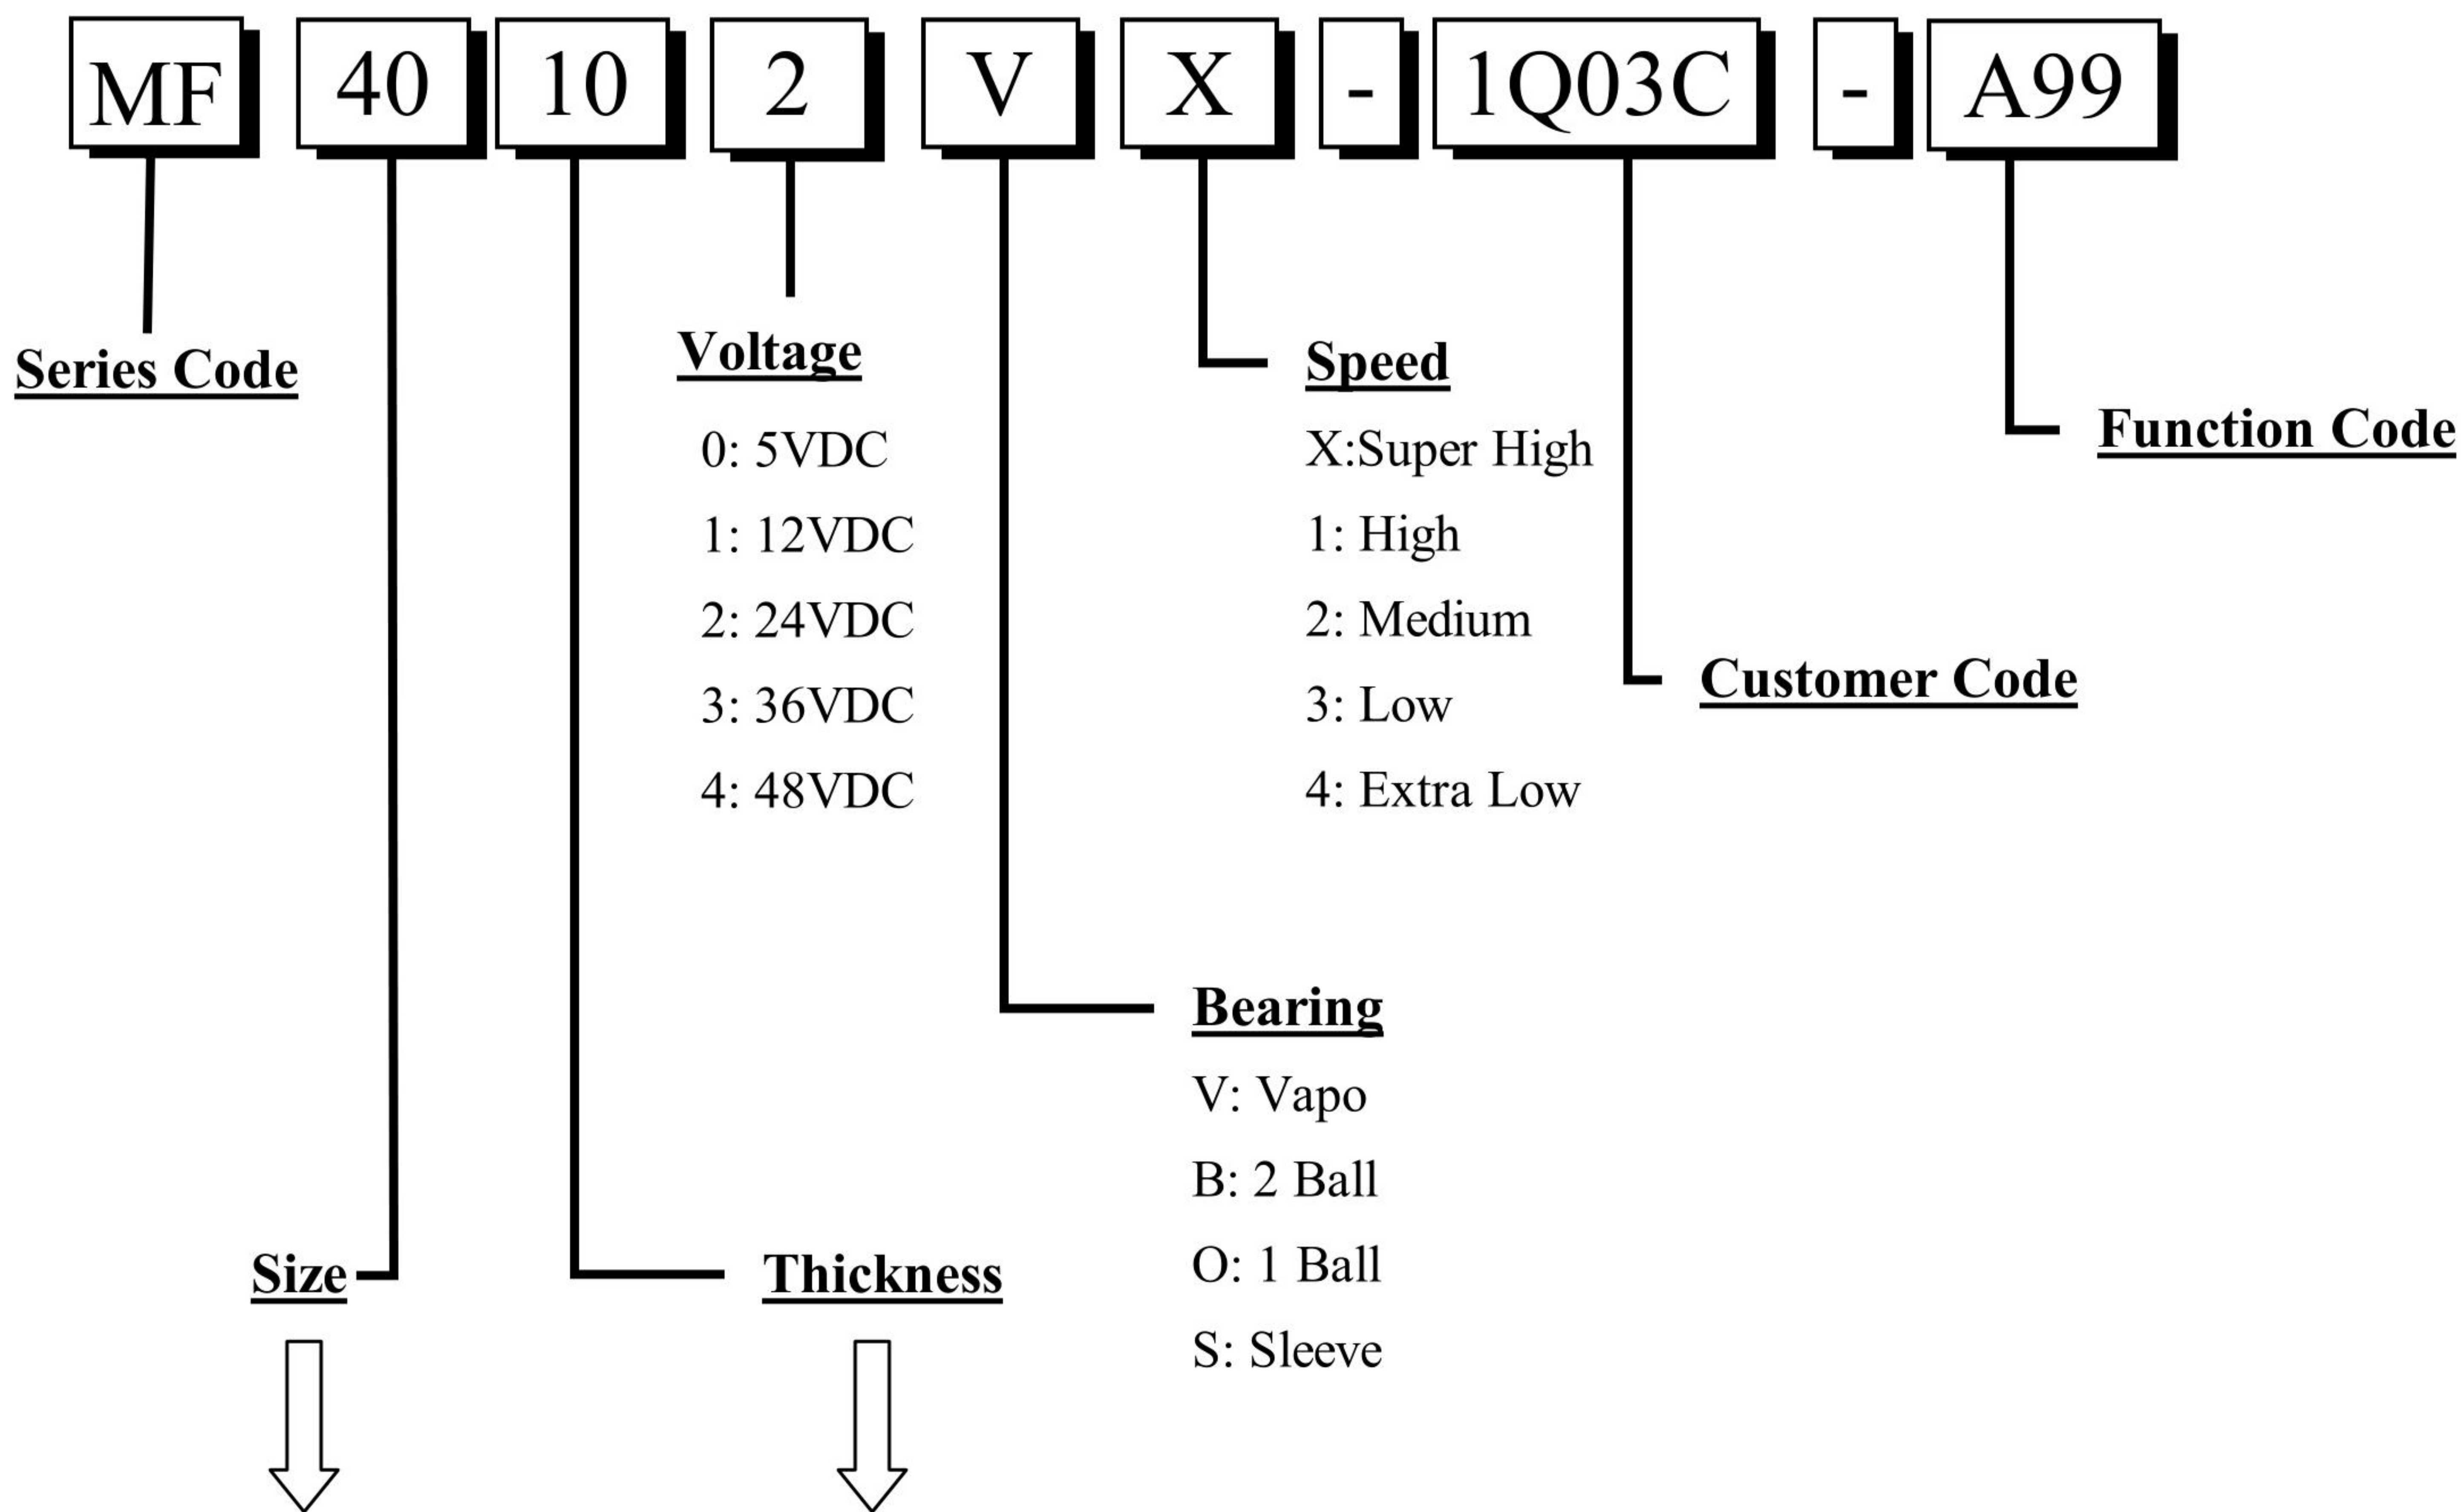 MF 40 10 2 V X - 1Q03C - A99
Series Code
Voltage
0: 5VDC
1: 12VDC
2: 24VDC
3: 36VDC
4: 48VDC
Speed
X:Super High
1: High
2: Medium
3: Low
4: Extra Low
Function Code
Customer Code
Bearing
V: Vapo
B: 2 Ball
O: 1 Ball
S: Sleeve
Size
Thickness